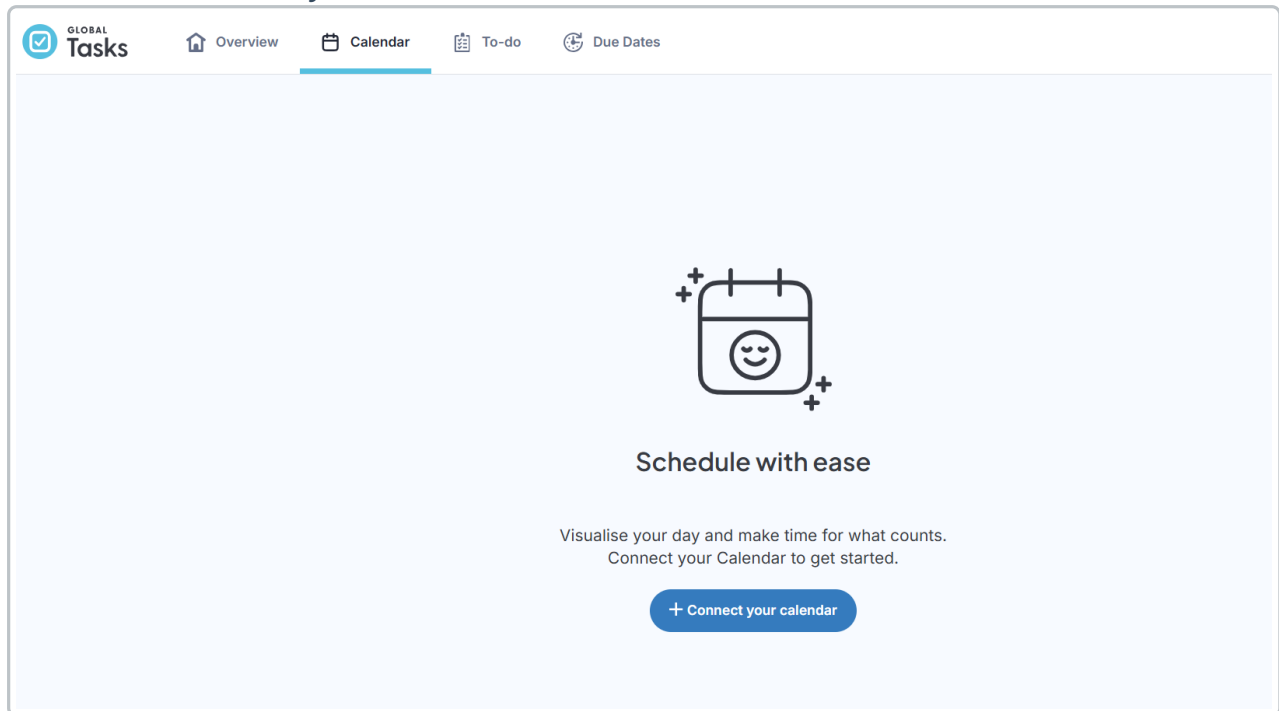 GLOBAL
Tasks
Overview
Calendar
To-do
Due Dates
Schedule with ease
Visualise your day and make time for what counts.
Connect your Calendar to get started.
+ Connect your calendar